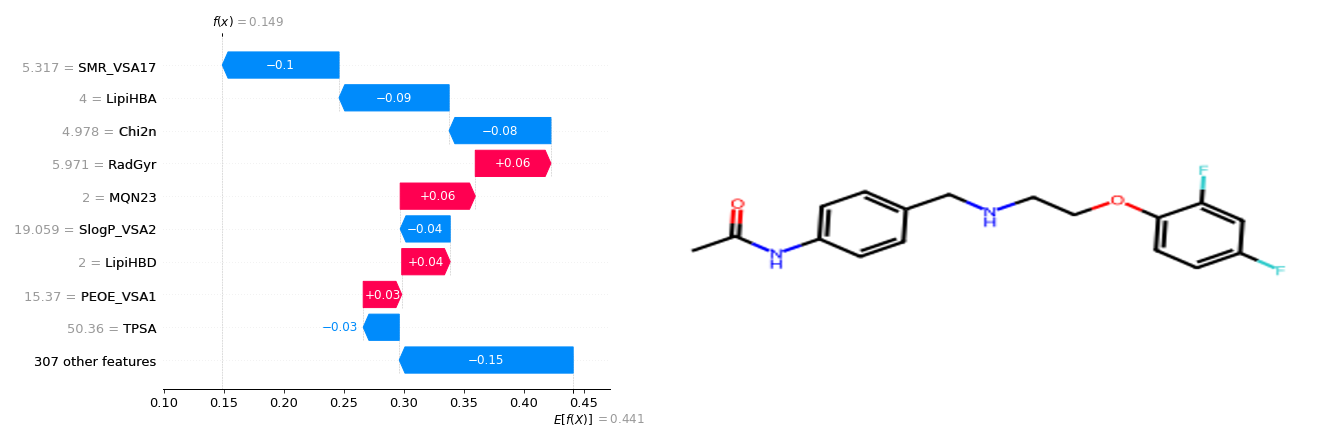 f(x) = 0.149
5.317 = SMR_VSA17
−0.1
4 = LipiHBA
−0.09
4.978 = Chi2n
−0.08
5.971 = RadGyr
+0.06
2 = MQN23
+0.06
19.059 = SlogP_VSA2
−0.04
2 = LipiHBD
+0.04
15.37 = PEOE_VSA1
+0.03
50.36 = TPSA
−0.03
307 other features
−0.15
0.10 0.15 0.20 0.25 0.30 0.35 0.40 0.45
E[f(X)] = 0.441
O
N
H
N
H
O
F
F